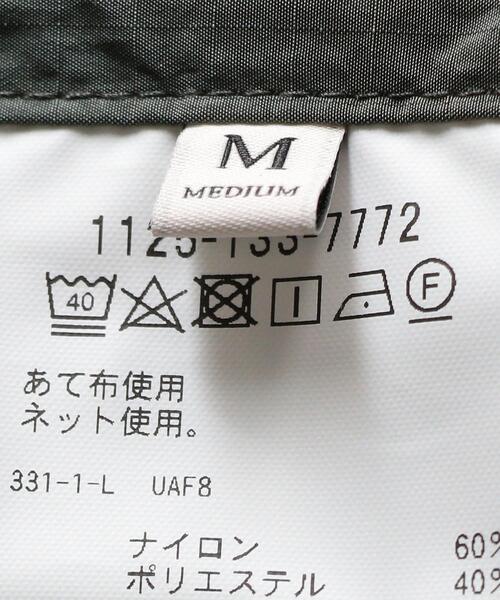 M
MEDIUM
1125-133-7772
40 F
あて布使用
ネット使用。
331-1-L UAF8
ナイロン 60%
ポリエステル 40%